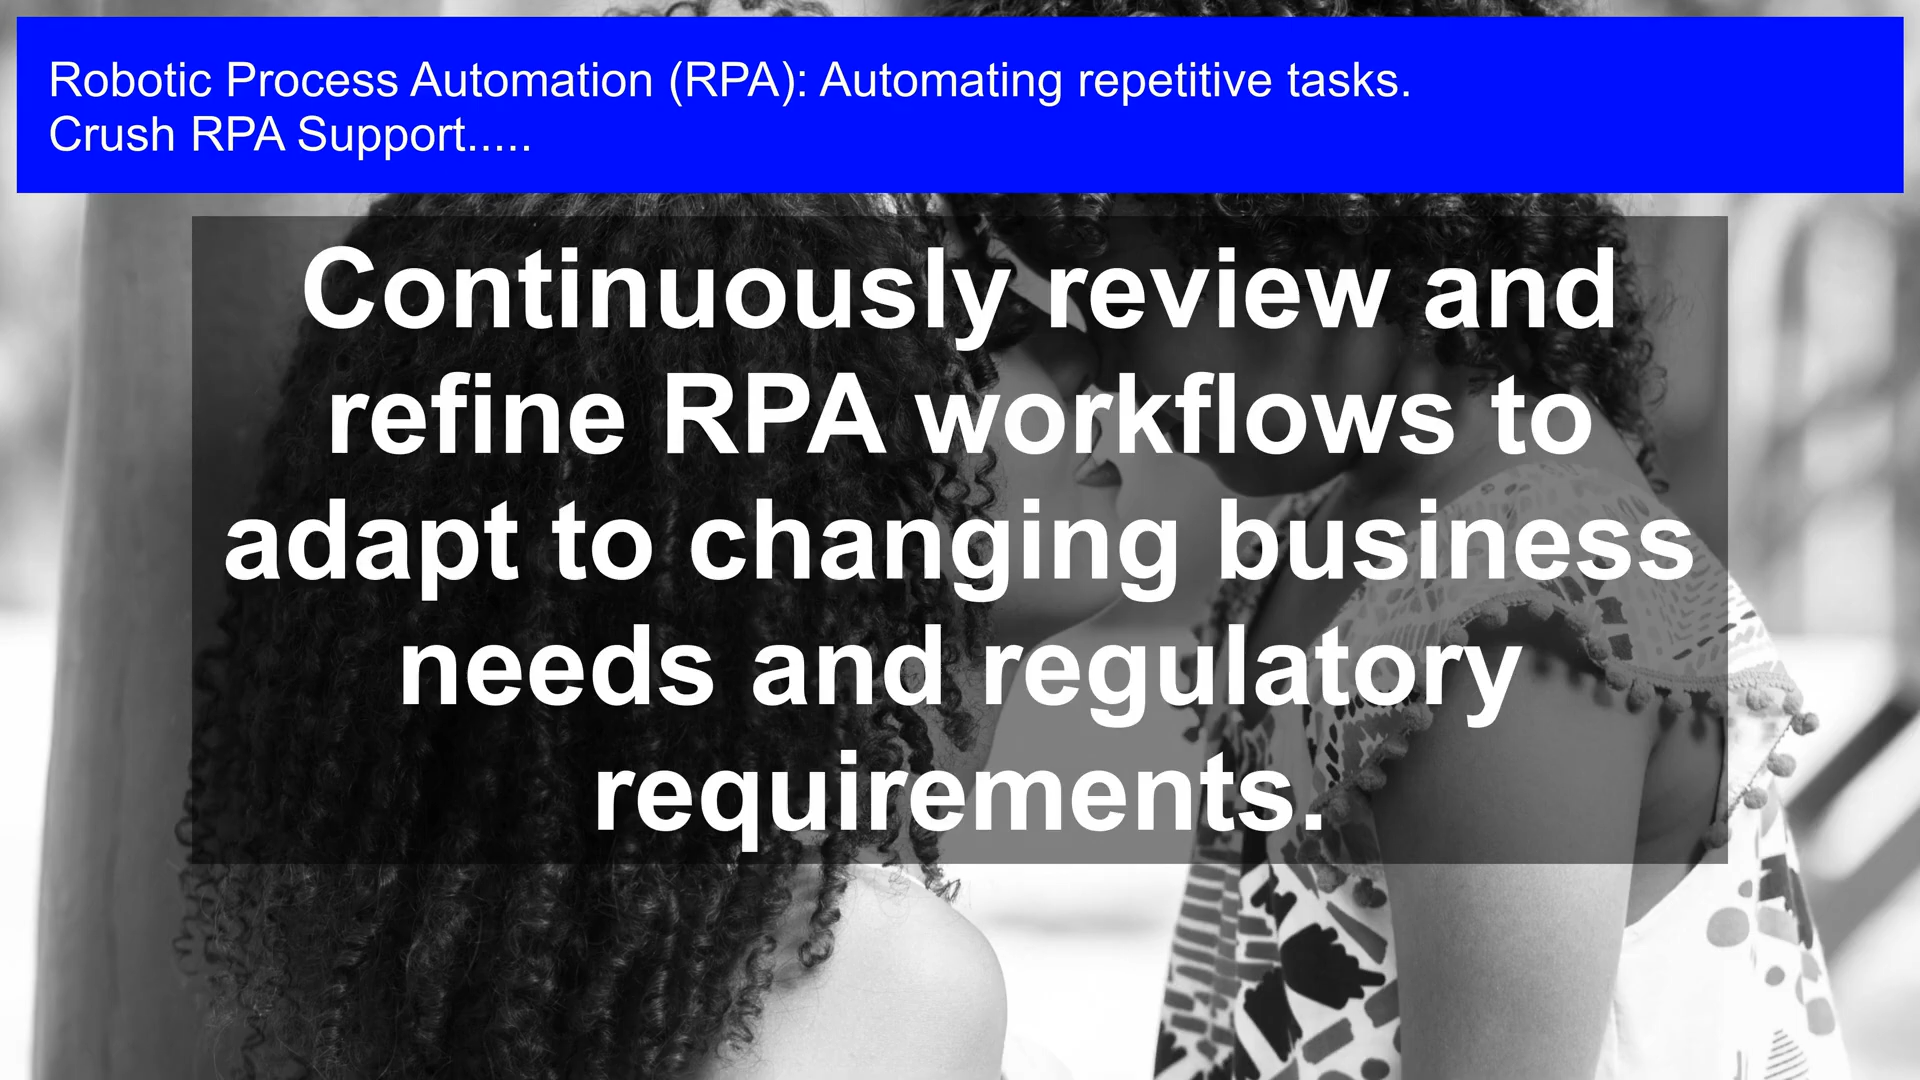 Robotic Process Automation (RPA): Automating repetitive tasks.
Crush RPA Support.....
Continuously review and
refine RPA workflows to
adapt to changing business
needs and regulatory
requirements.